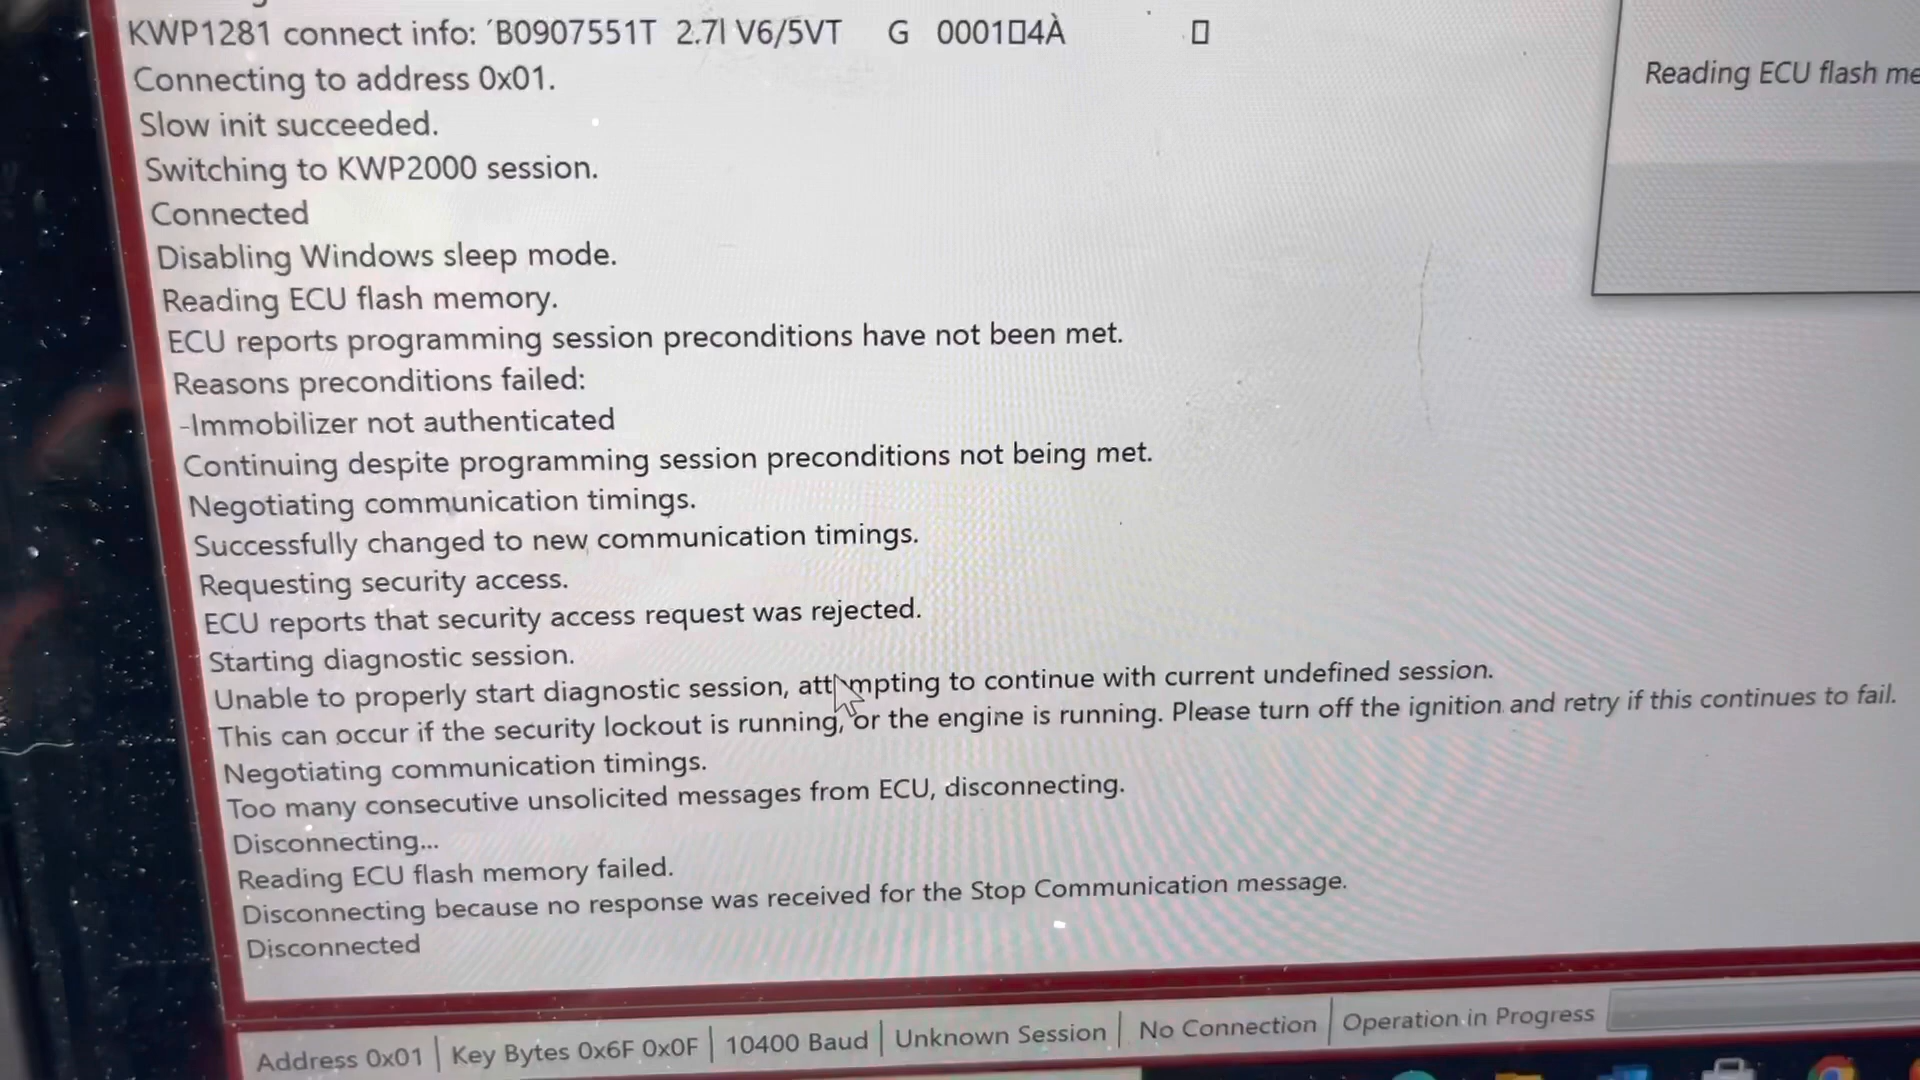 KWP1281 connect info: ´B0907551T 2.7l V6/5VT G 0001▯4À ▯
Reading ECU flash me
Connecting to address 0x01.
Slow init succeeded.
Switching to KWP2000 session.
Connected
Disabling Windows sleep mode.
Reading ECU flash memory.
ECU reports programming session preconditions have not been met.
Reasons preconditions failed:
-Immobilizer not authenticated
Continuing despite programming session preconditions not being met.
Negotiating communication timings.
Successfully changed to new communication timings.
Requesting security access.
ECU reports that security access request was rejected.
Starting diagnostic session.
Unable to properly start diagnostic session, attempting to continue with current undefined session.
This can occur if the security lockout is running, or the engine is running. Please turn off the ignition and retry if this continues to fail.
Negotiating communication timings.
Too many consecutive unsolicited messages from ECU, disconnecting.
Disconnecting...
Reading ECU flash memory failed.
Disconnecting because no response was received for the Stop Communication message.
Disconnected
Address 0x01 | Key Bytes 0x6F 0x0F | 10400 Baud | Unknown Session | No Connection | Operation in Progress